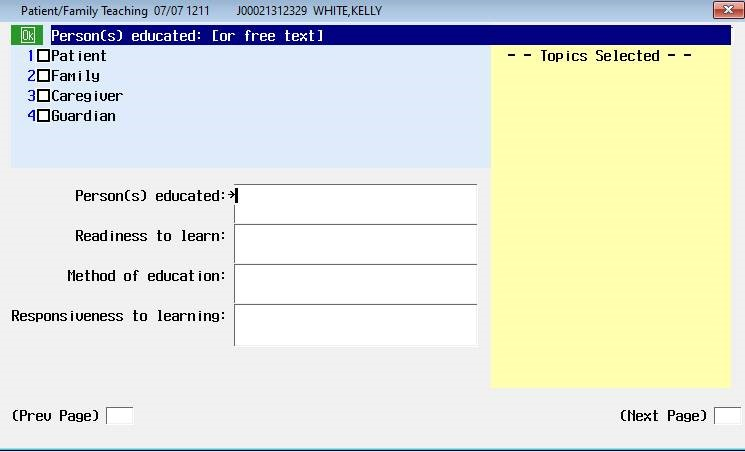 Patient/Family Teaching 07/07 1211 J00021312329 WHITE,KELLY
Ok Person(s) educated: [or free text]
1 Patient
2 Family
3 Caregiver
4 Guardian
- - Topics Selected - -
Person(s) educated:
Readiness to learn:
Method of education:
Responsiveness to learning:
(Prev Page)
(Next Page)